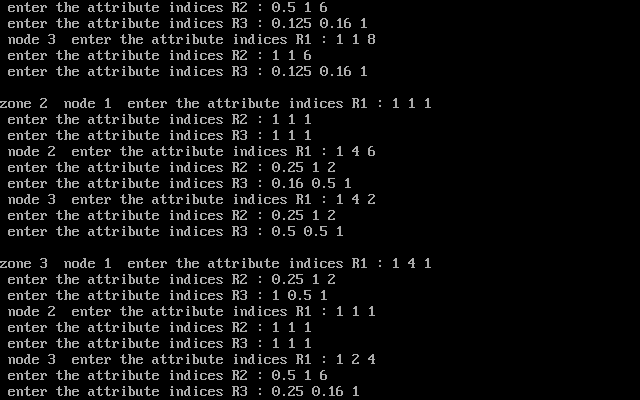 enter the attribute indices R2 : 0.5 1 6
enter the attribute indices R3 : 0.125 0.16 1
node 3  enter the attribute indices R1 : 1 1 8
enter the attribute indices R2 : 1 1 6
enter the attribute indices R3 : 0.125 0.16 1
zone 2  node 1  enter the attribute indices R1 : 1 1 1
enter the attribute indices R2 : 1 1 1
enter the attribute indices R3 : 1 1 1
node 2  enter the attribute indices R1 : 1 4 6
enter the attribute indices R2 : 0.25 1 2
enter the attribute indices R3 : 0.16 0.5 1
node 3  enter the attribute indices R1 : 1 4 2
enter the attribute indices R2 : 0.25 1 2
enter the attribute indices R3 : 0.5 0.5 1
zone 3  node 1  enter the attribute indices R1 : 1 4 1
enter the attribute indices R2 : 0.25 1 2
enter the attribute indices R3 : 1 0.5 1
node 2  enter the attribute indices R1 : 1 1 1
enter the attribute indices R2 : 1 1 1
enter the attribute indices R3 : 1 1 1
node 3  enter the attribute indices R1 : 1 2 4
enter the attribute indices R2 : 0.5 1 6
enter the attribute indices R3 : 0.25 0.16 1